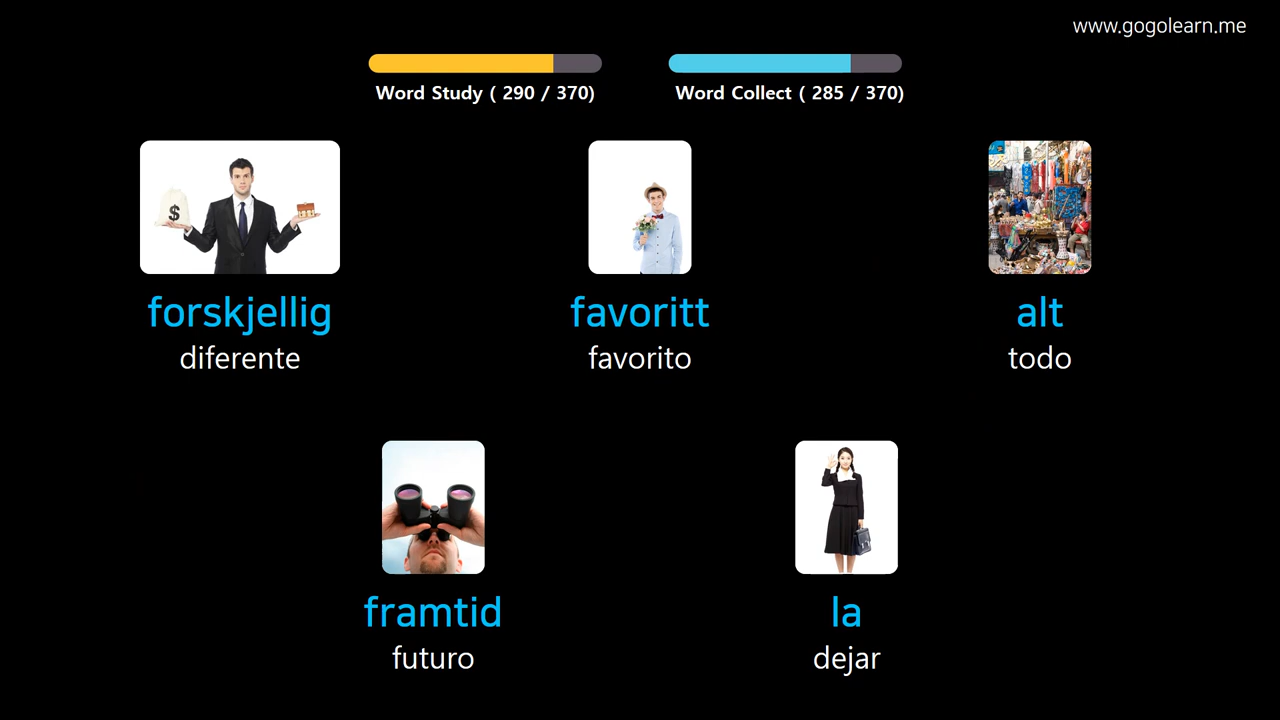 www.gogolearn.me
Word Study ( 290 / 370)
Word Collect ( 285 / 370)
$
forskjellig
diferente
favoritt
favorito
alt
todo
framtid
futuro
la
dejar